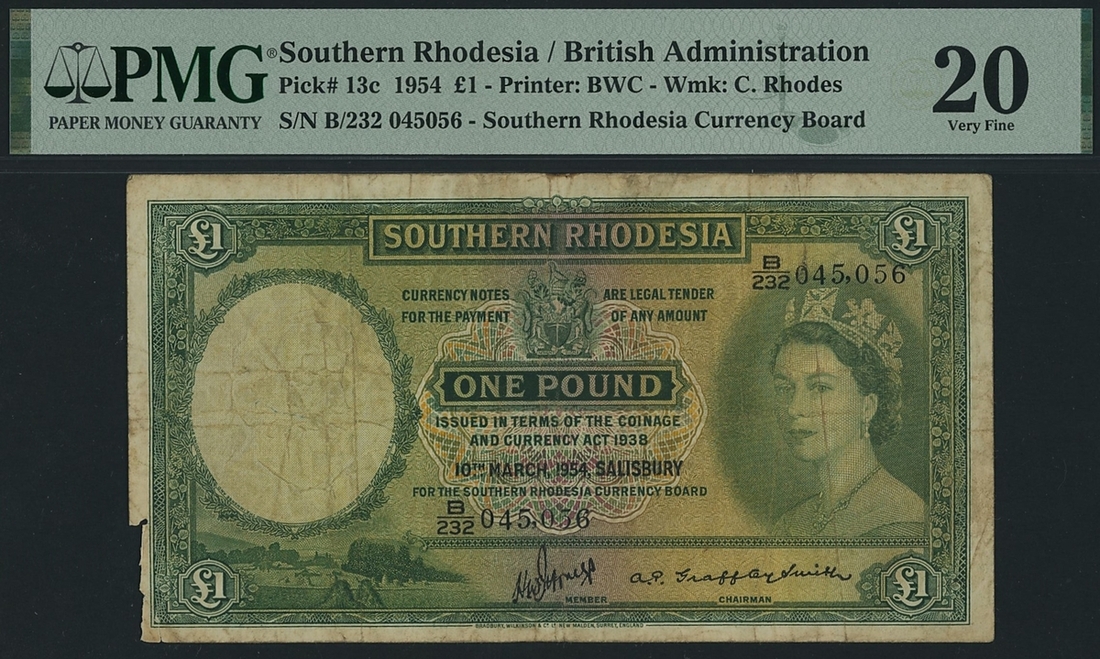 PMG®
PAPER MONEY GUARANTY
Southern Rhodesia / British Administration
Pick# 13c 1954 £1 - Printer: BWC - Wmk: C. Rhodes
S/N B/232 045056 - Southern Rhodesia Currency Board
20
Very Fine
£1
SOUTHERN RHODESIA
£1
B/232 045,056
CURRENCY NOTES ARE LEGAL TENDER
FOR THE PAYMENT OF ANY AMOUNT
ONE POUND
ISSUED IN TERMS OF THE COINAGE
AND CURRENCY ACT 1938
10TH MARCH, 1954, SALISBURY
FOR THE SOUTHERN RHODESIA CURRENCY BOARD
B/232 045,056
£1
MEMBER
A.P. Graffley Smith
CHAIRMAN
£1
BRADBURY, WILKINSON & Co. Ld. NEW MALDEN, SURREY, ENGLAND